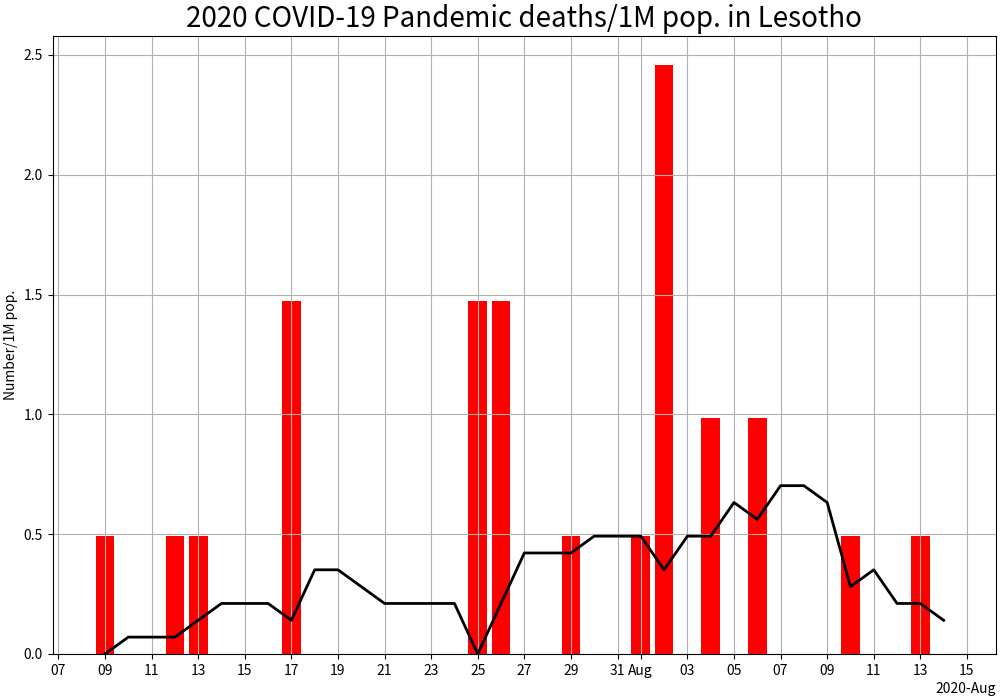 2020 COVID-19 Pandemic deaths/1M pop. in Lesotho
Number/1M pop.
2.5
2.0
1.5
1.0
0.5
0.0
07 09 11 13 15 17 19 21 23 25 27 29 31 Aug 03 05 07 09 11 13 15
2020-Aug